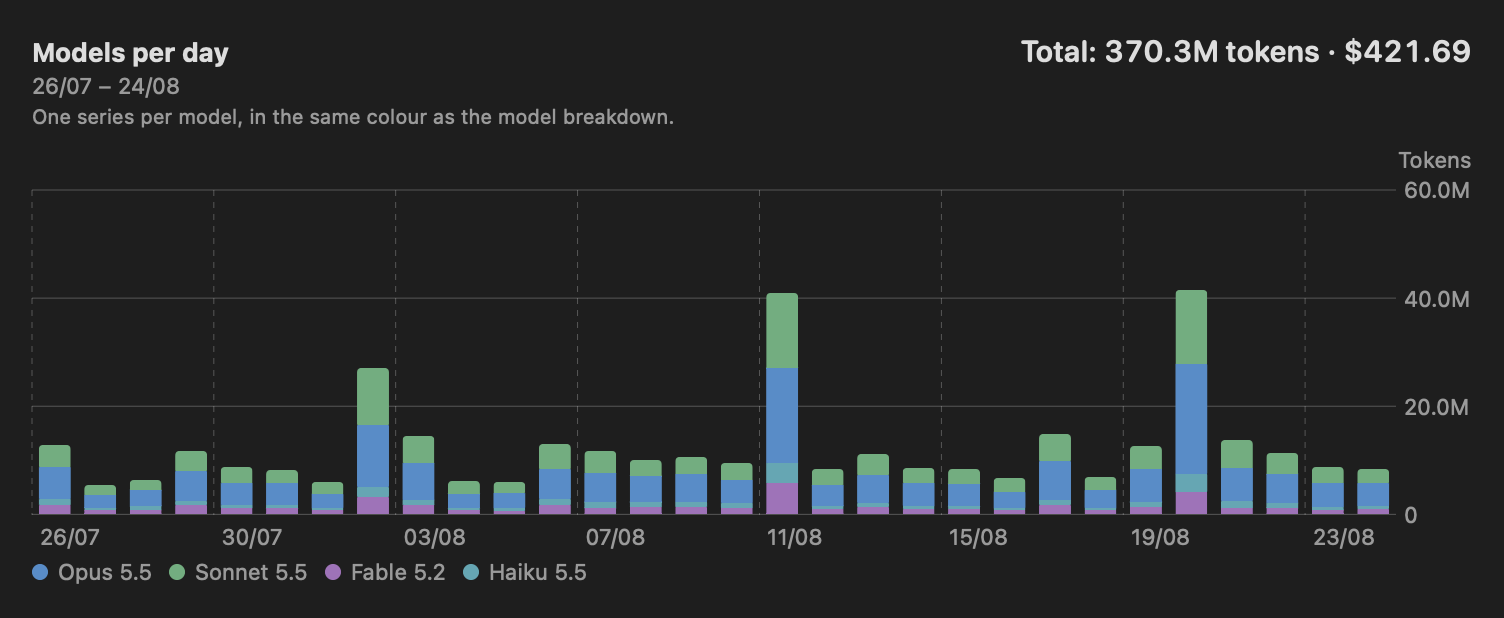 Models per day
Total: 370.3M tokens · $421.69
26/07 – 24/08
One series per model, in the same colour as the model breakdown.
Tokens
60.0M
40.0M
20.0M
0
26/07 30/07 03/08 07/08 11/08 15/08 19/08 23/08
Opus 5.5 Sonnet 5.5 Fable 5.2 Haiku 5.5